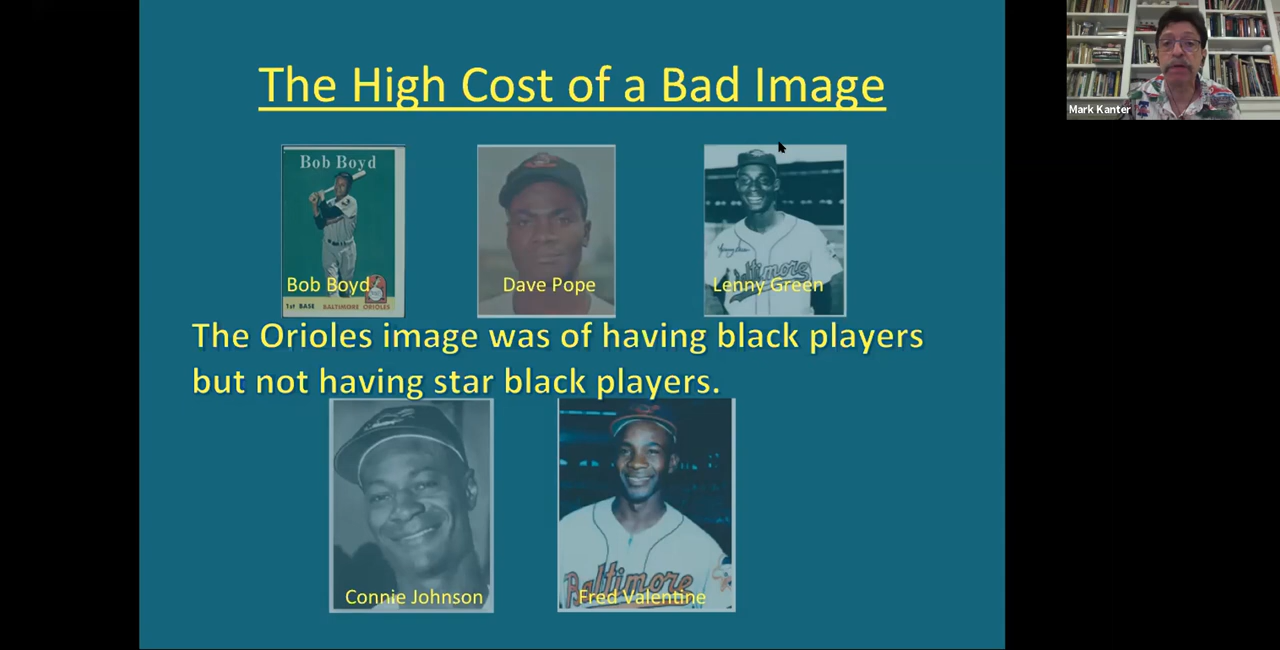 The High Cost of a Bad Image
Mark Kanter
Bob Boyd
Bob Boyd
1st BASE BALTIMORE ORIOLES
Dave Pope
Baltimore
Lenny Green
The Orioles image was of having black players
but not having star black players.
Connie Johnson
Baltimore
Fred Valentine